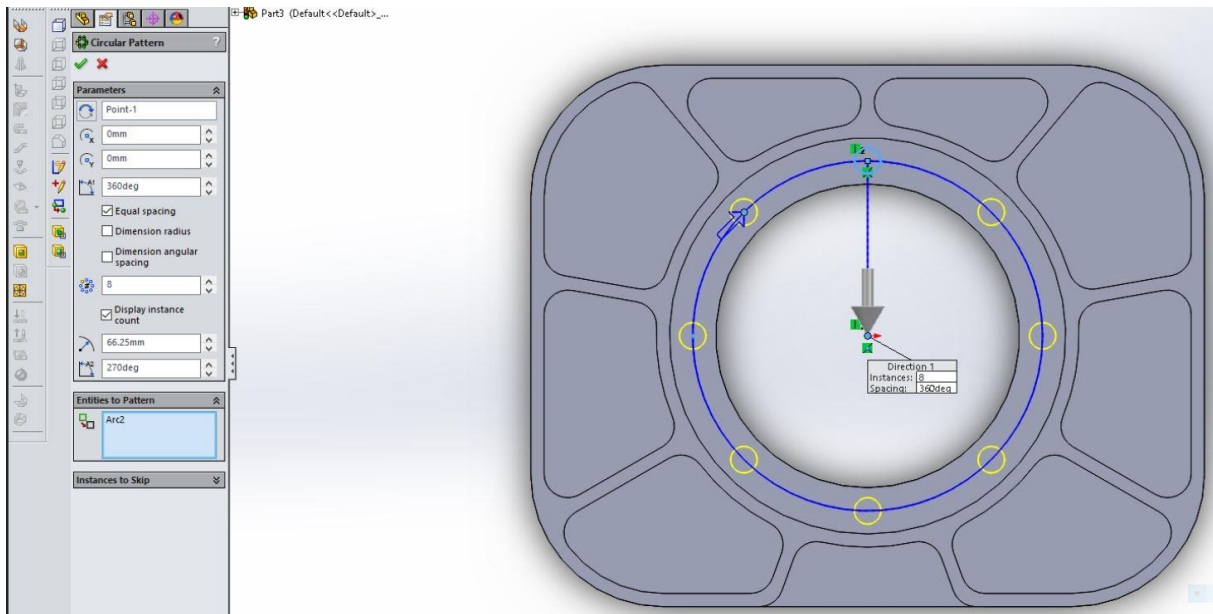 Part3 (Default<<Default>_...
Circular Pattern ?
Parameters
Point-1
0mm
0mm
360deg
Equal spacing
Dimension radius
Dimension angular
spacing
8
Display instance
count
66.25mm
270deg
Entities to Pattern
Arc2
Instances to Skip
Direction 1
Instances: 8
Spacing: 360deg